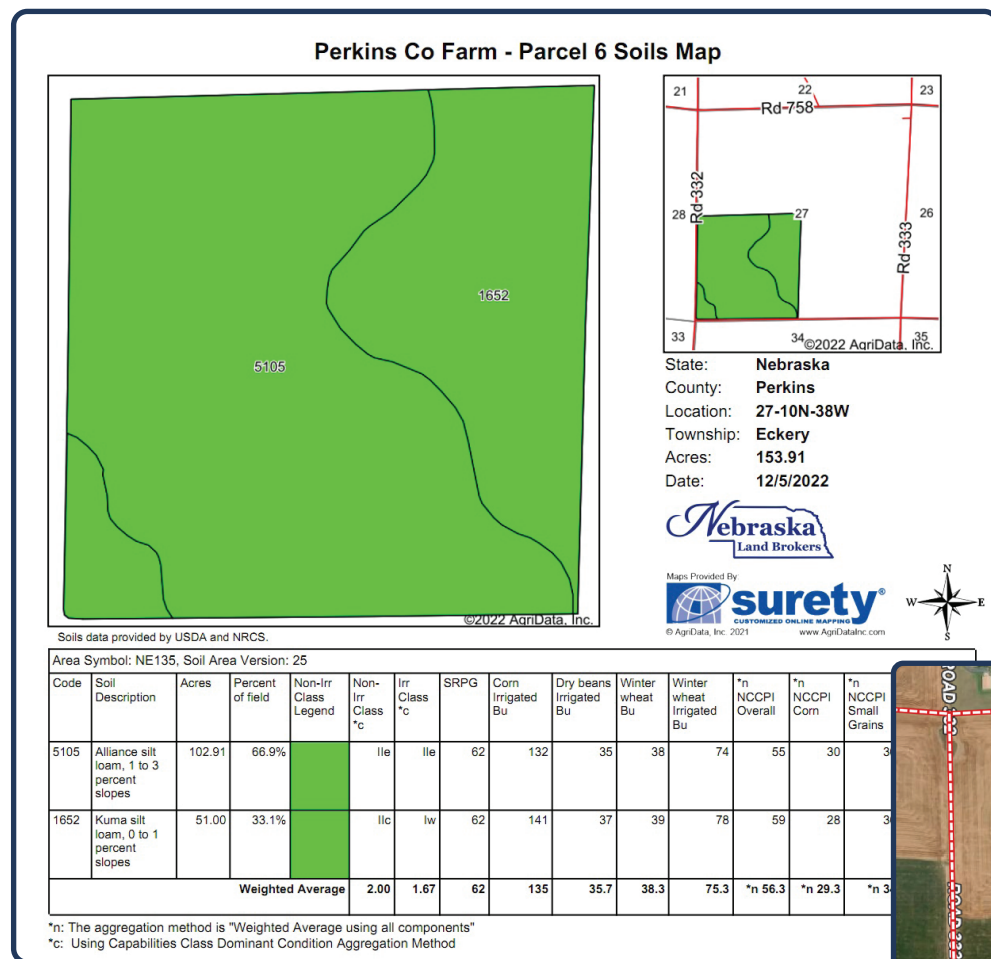 Perkins Co Farm - Parcel 6 Soils Map
1652
5105
©2022 AgriData, Inc.
21
22
23
Rd-758
Rd-332
28
27
26
Rd-333
33
34
35
©2022 AgriData, Inc.
State: Nebraska
County: Perkins
Location: 27-10N-38W
Township: Eckery
Acres: 153.91
Date: 12/5/2022
Nebraska
Land Brokers
Maps Provided By:
surety®
CUSTOMIZED ONLINE MAPPING
© AgriData, Inc. 2021 www.AgriDataInc.com
N
W E
S
Soils data provided by USDA and NRCS.
Area Symbol: NE135, Soil Area Version: 25
Code Soil Description Acres Percent of field Non-Irr Class Legend Non-Irr Class *c Irr Class *c SRPG Corn Irrigated Bu Dry beans Irrigated Bu Winter wheat Bu Winter wheat Irrigated Bu *n NCCPI Overall *n NCCPI Corn *n NCCPI Small Grains
5105 Alliance silt loam, 1 to 3 percent slopes 102.91 66.9% IIe IIe 62 132 35 38 74 55 30
1652 Kuma silt loam, 0 to 1 percent slopes 51.00 33.1% IIc Iw 62 141 37 39 78 59 28
Weighted Average 2.00 1.67 62 135 35.7 38.3 75.3 *n 56.3 *n 29.3 *n
*n: The aggregation method is "Weighted Average using all components"
*c: Using Capabilities Class Dominant Condition Aggregation Method
ROAD
ROAD